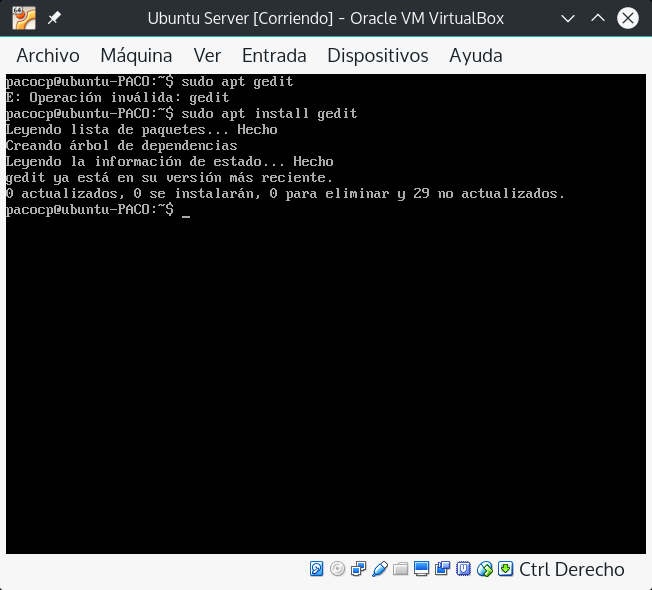 Ubuntu Server [Corriendo] - Oracle VM VirtualBox
Archivo Máquina Ver Entrada Dispositivos Ayuda
pacocp@ubuntu-PACO:~$ sudo apt gedit
E: Operación inválida: gedit
pacocp@ubuntu-PACO:~$ sudo apt install gedit
Leyendo lista de paquetes... Hecho
Creando árbol de dependencias
Leyendo la información de estado... Hecho
gedit ya está en su versión más reciente.
0 actualizados, 0 se instalarán, 0 para eliminar y 29 no actualizados.
pacocp@ubuntu-PACO:~$ _
Ctrl Derecho